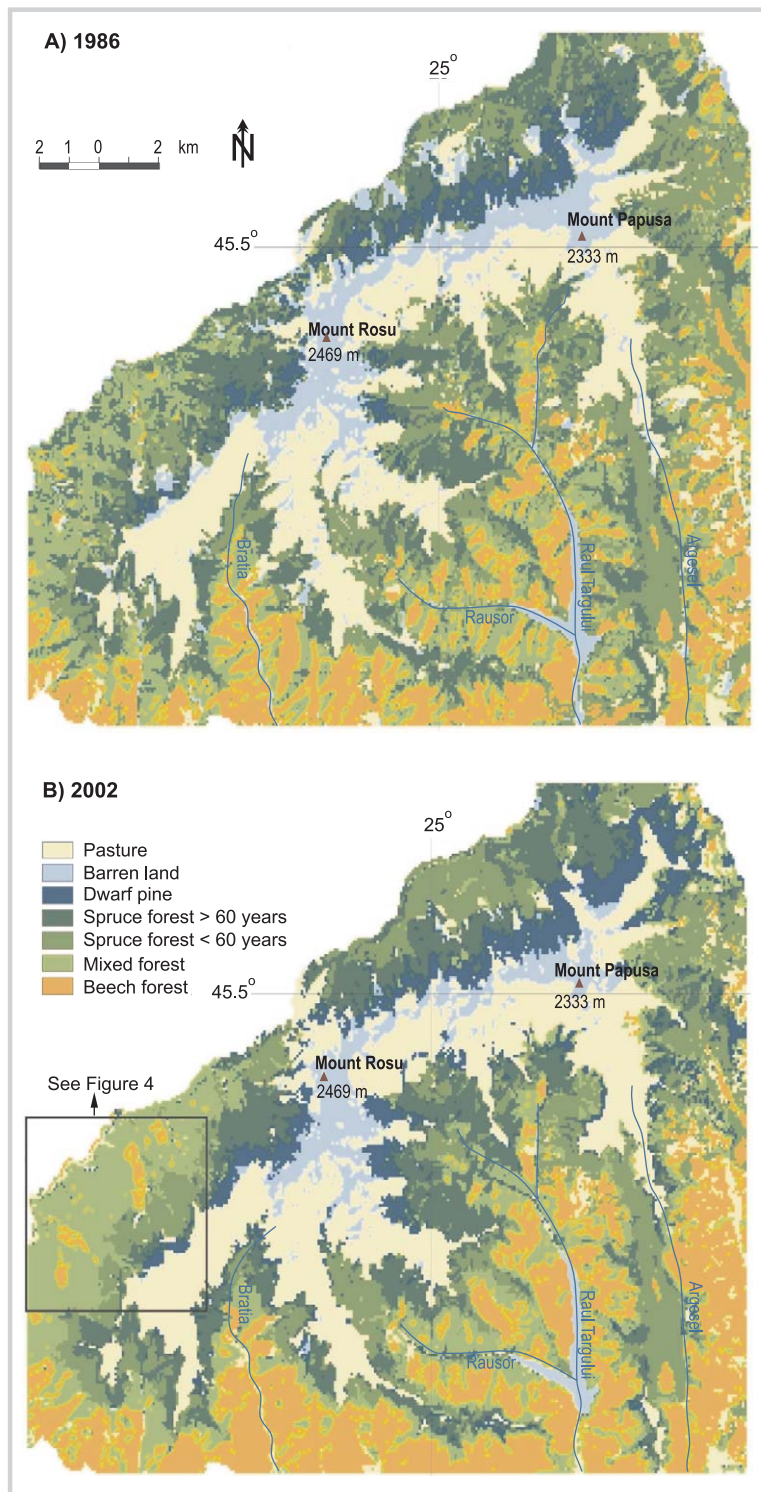 A) 1986
25°
2 1 0 2 km
N
Mount Papusa
45.5°
2333 m
Mount Rosu
2469 m
Bratia
Raul Targului
Argesel
Rausor
B) 2002
25°
Pasture
Barren land
Dwarf pine
Spruce forest > 60 years
Spruce forest < 60 years
Mixed forest
Beech forest
Mount Papusa
45.5°
2333 m
Mount Rosu
See Figure 4
2469 m
Bratia
Raul Targului
Argesel
Rausor